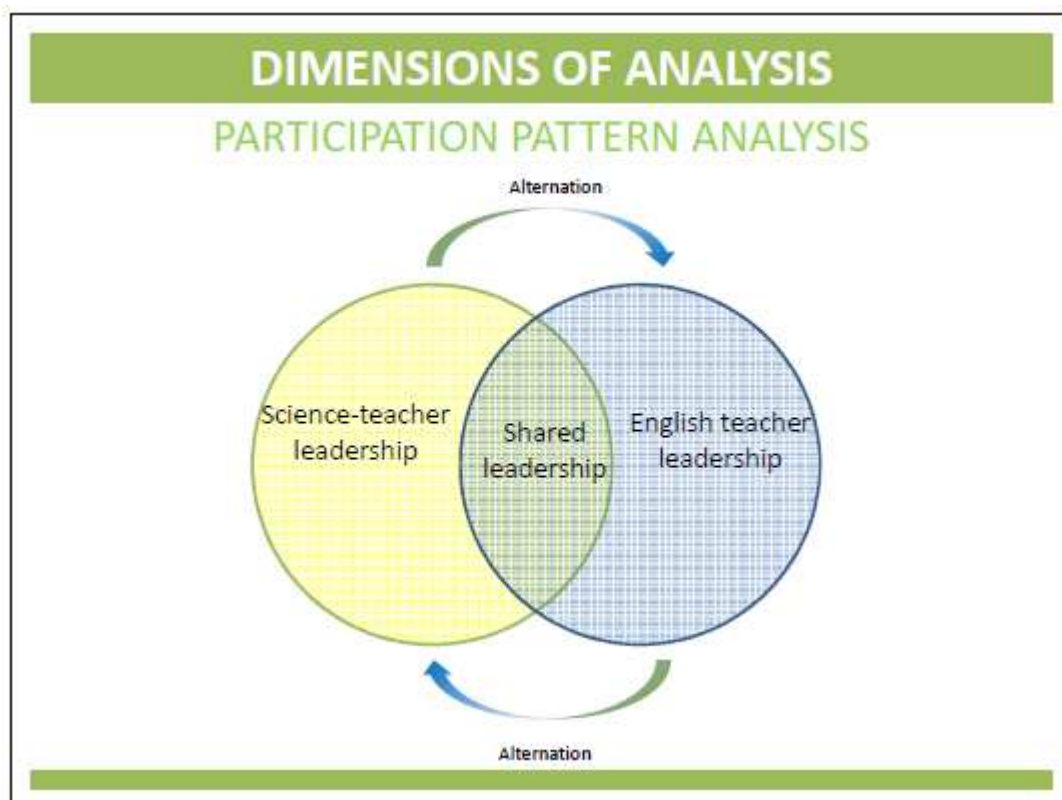 DIMENSIONS OF ANALYSIS
PARTICIPATION PATTERN ANALYSIS
Alternation
Science-teacher
leadership
Shared
leadership
English teacher
leadership
Alternation